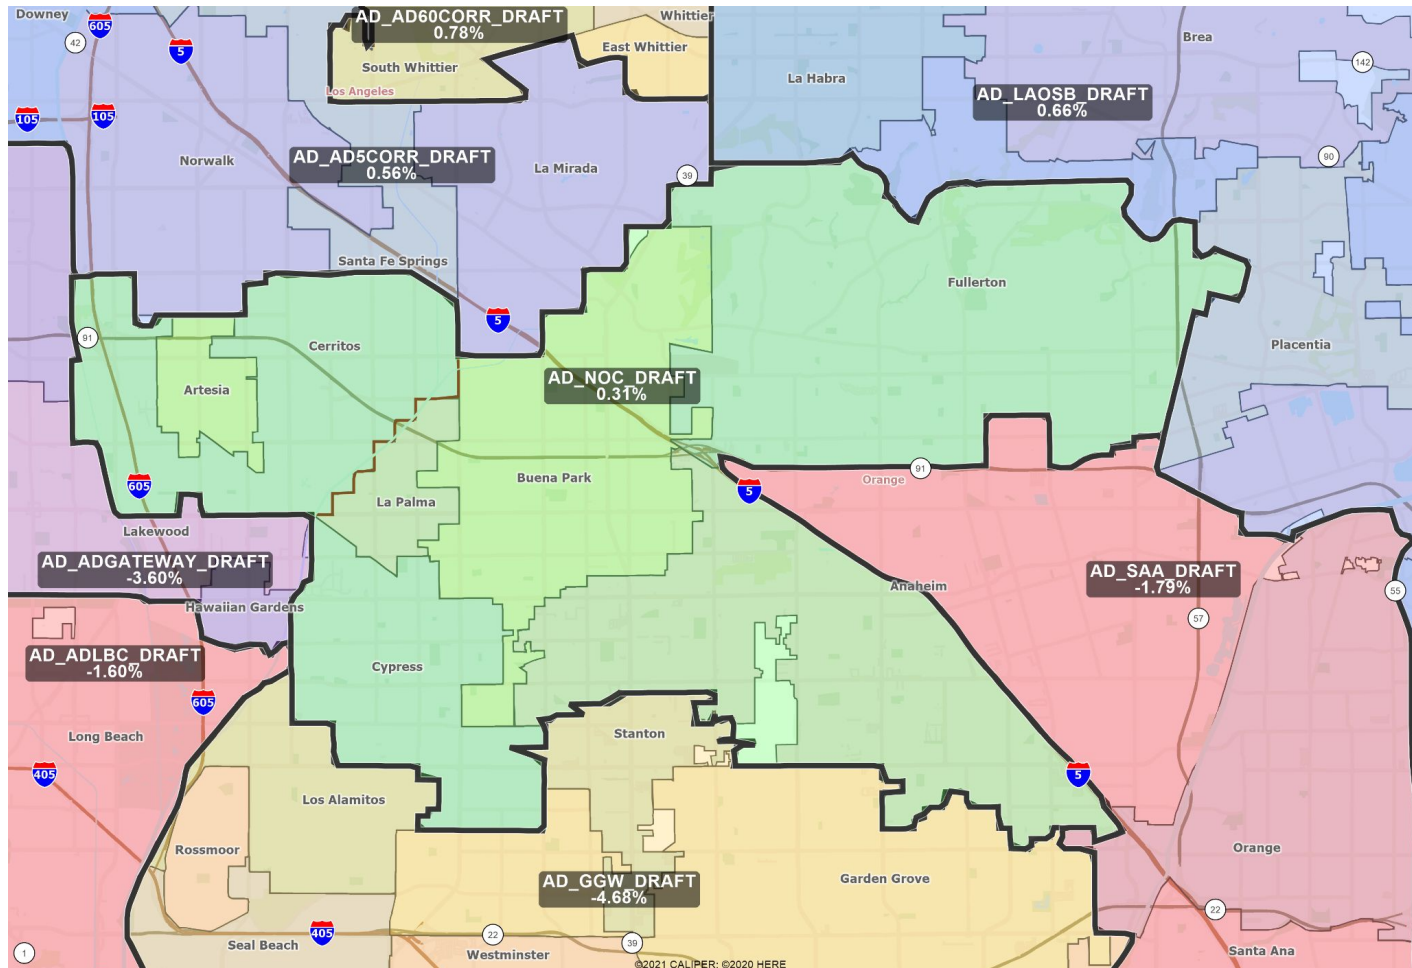 Downey
605
42
5
AD_AD60CORR_DRAFT
0.78%
Whittier
East Whittier
South Whittier
Los Angeles
La Habra
Brea
142
AD_LAOSB_DRAFT
0.66%
105
105
Norwalk
AD_AD5CORR_DRAFT
0.56%
La Mirada
39
90
Santa Fe Springs
Fullerton
5
91
Cerritos
Placentia
Artesia
AD_NOC_DRAFT
0.31%
605
Buena Park
La Palma
91
Orange
5
Lakewood
AD_ADGATEWAY_DRAFT
-3.60%
Hawaiian Gardens
Anaheim
AD_SAA_DRAFT
-1.79%
55
57
AD_ADLBC_DRAFT
-1.60%
Cypress
605
Long Beach
Stanton
405
5
Los Alamitos
Rossmoor
Orange
AD_GGW_DRAFT
-4.68%
Garden Grove
22
405
22
39
Seal Beach
Westminster
Santa Ana
1
©2021 CALIPER; ©2020 HERE